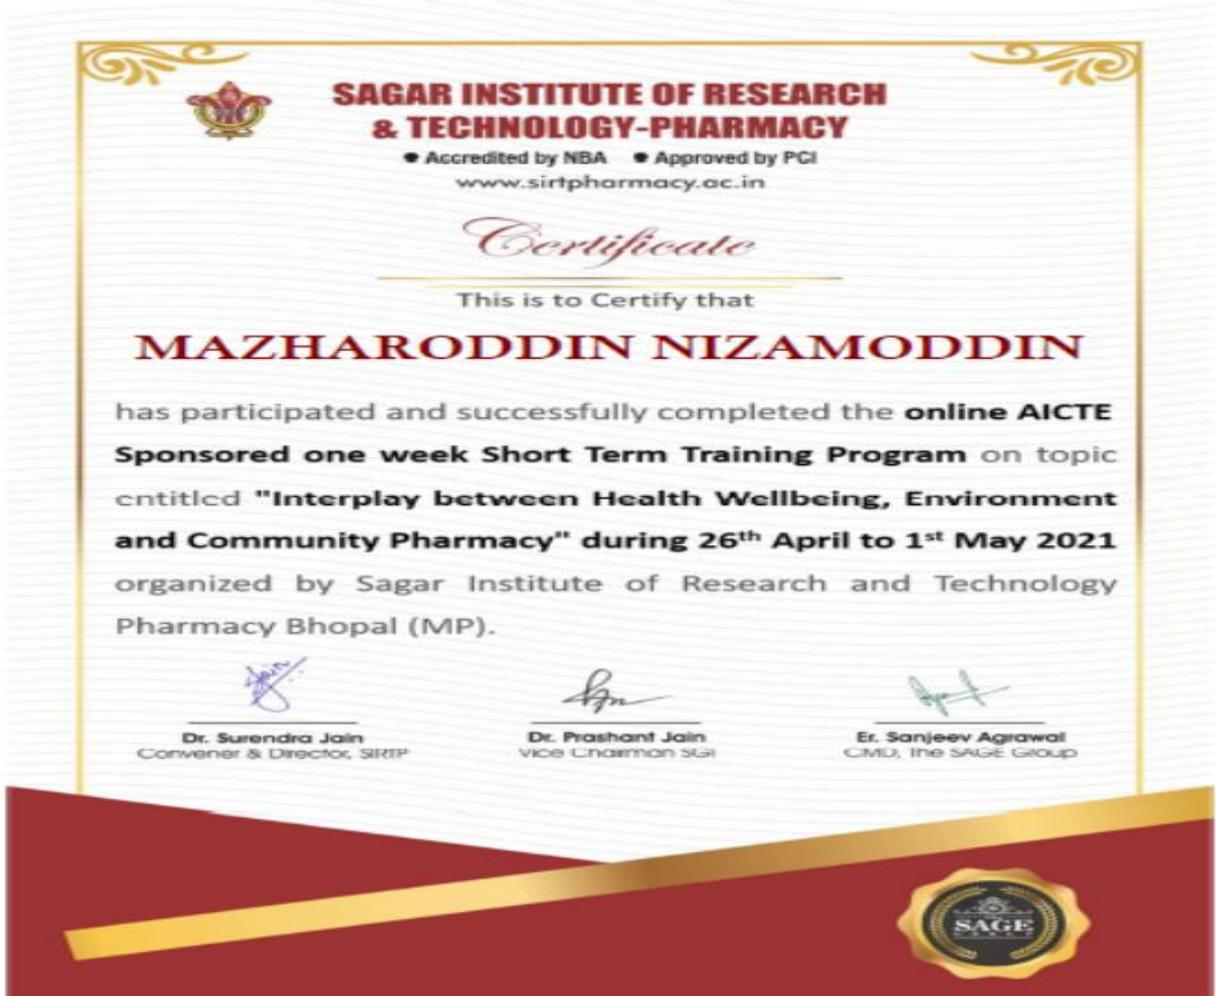 SAGAR INSTITUTE OF RESEARCH
& TECHNOLOGY-PHARMACY
• Accredited by NBA • Approved by PCI
www.sirtpharmacy.ac.in
Certificate
This is to Certify that
MAZHARODDIN NIZAMODDIN
has participated and successfully completed the online AICTE
Sponsored one week Short Term Training Program on topic
entitled "Interplay between Health Wellbeing, Environment
and Community Pharmacy" during 26th April to 1st May 2021
organized by Sagar Institute of Research and Technology
Pharmacy Bhopal (MP).
Jain
Dr. Surendra Jain
Convener & Director, SIRTP
Dr. Prashant Jain
Vice Chairman SGI
Er. Sanjeev Agrawal
CMD, The SAGE Group
SAGE